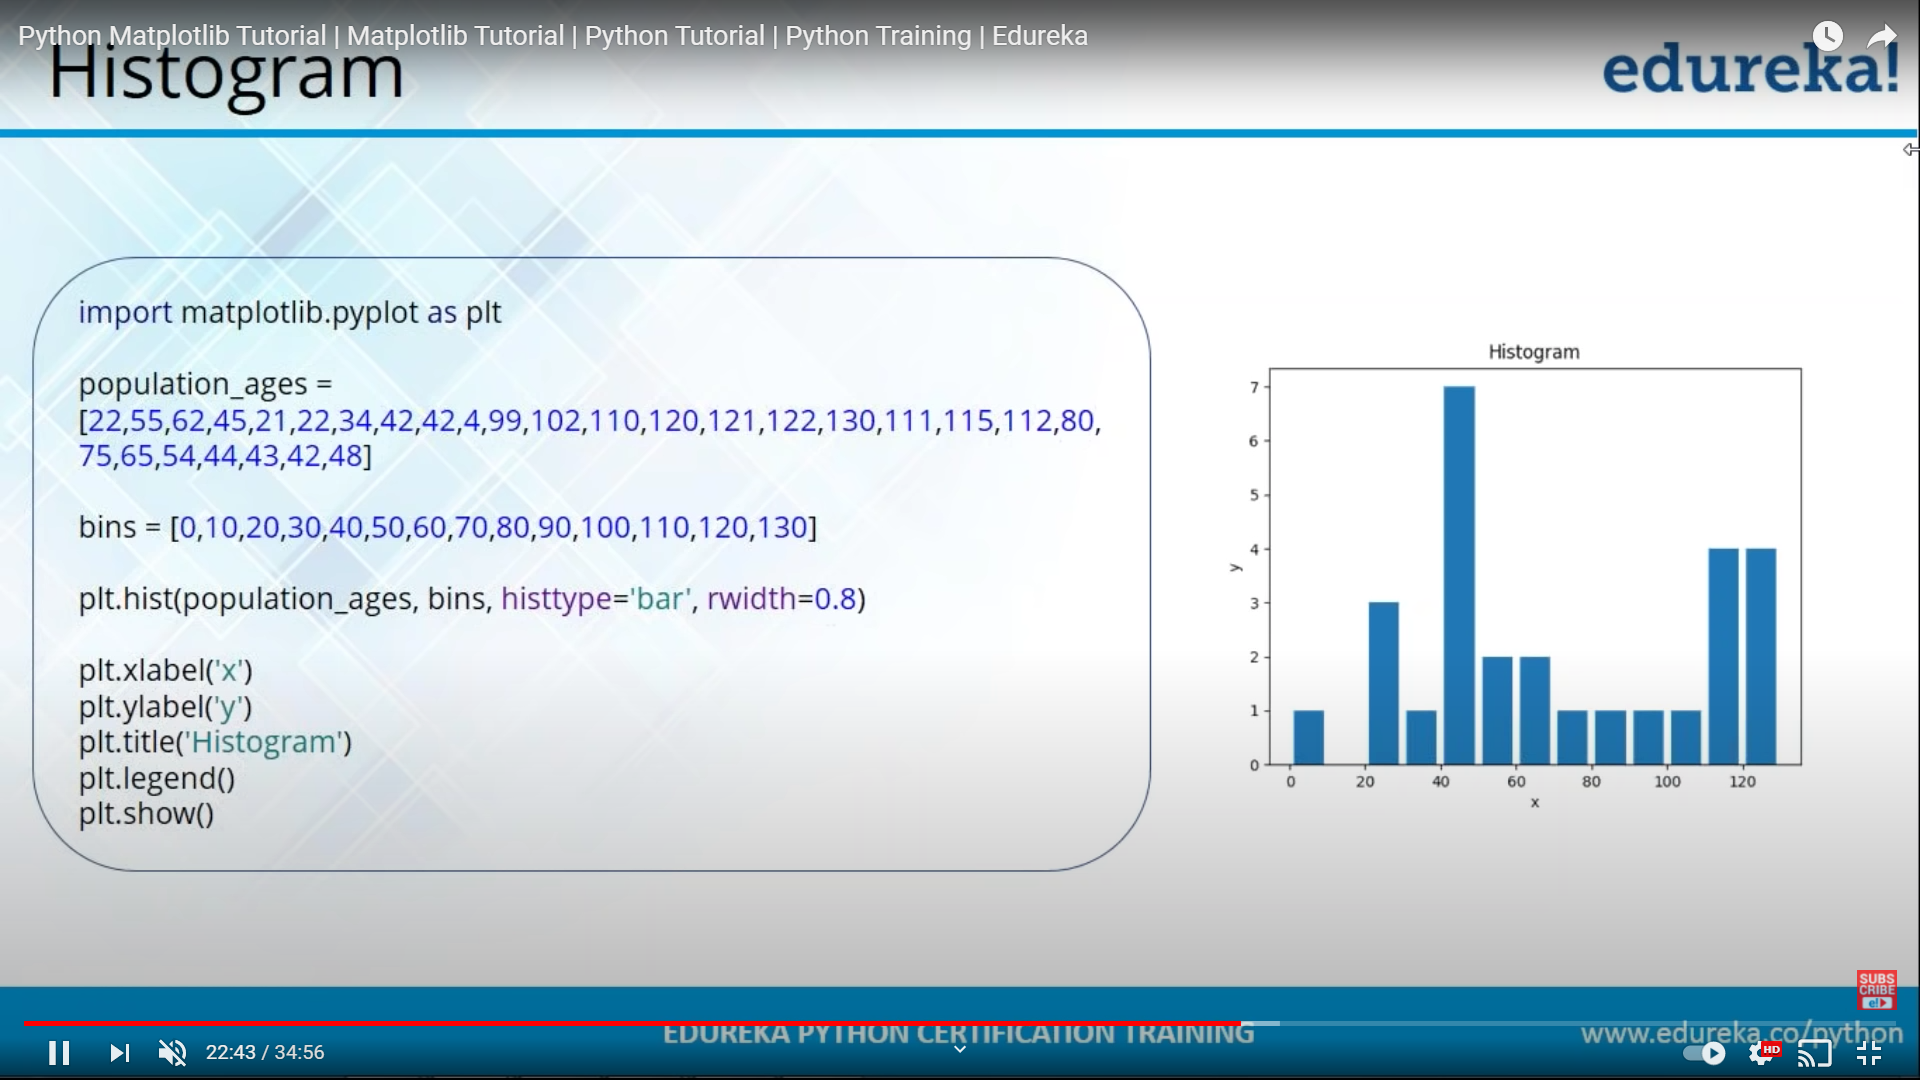 Python Matplotlib Tutorial | Matplotlib Tutorial | Python Tutorial | Python Training | Edureka
Histogram
edureka!
import matplotlib.pyplot as plt
population_ages =
[22,55,62,45,21,22,34,42,42,4,99,102,110,120,121,122,130,111,115,112,80,
75,65,54,44,43,42,48]
bins = [0,10,20,30,40,50,60,70,80,90,100,110,120,130]
plt.hist(population_ages, bins, histtype='bar', rwidth=0.8)
plt.xlabel('x')
plt.ylabel('y')
plt.title('Histogram')
plt.legend()
plt.show()
Histogram
7
6
5
4
y
3
2
1
0
0 20 40 60 80 100 120
x
SUBS
CRIBE
e!
EDUREKA PYTHON CERTIFICATION TRAINING
www.edureka.co/python
22:43 / 34:56
HD